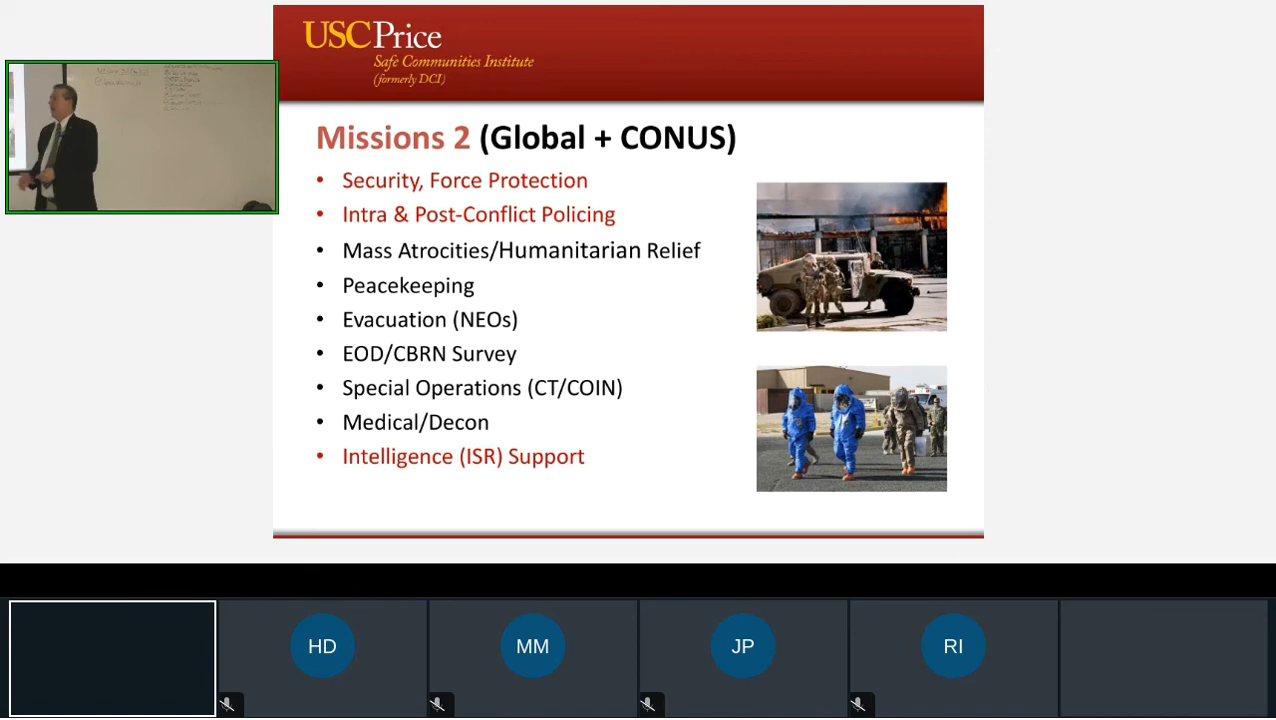 USCPrice
Safe Communities Institute
(formerly DCI)
Missions 2 (Global + CONUS)
• Security, Force Protection
• Intra & Post-Conflict Policing
• Mass Atrocities/Humanitarian Relief
• Peacekeeping
• Evacuation (NEOs)
• EOD/CBRN Survey
• Special Operations (CT/COIN)
• Medical/Decon
• Intelligence (ISR) Support
HD MM JP RI